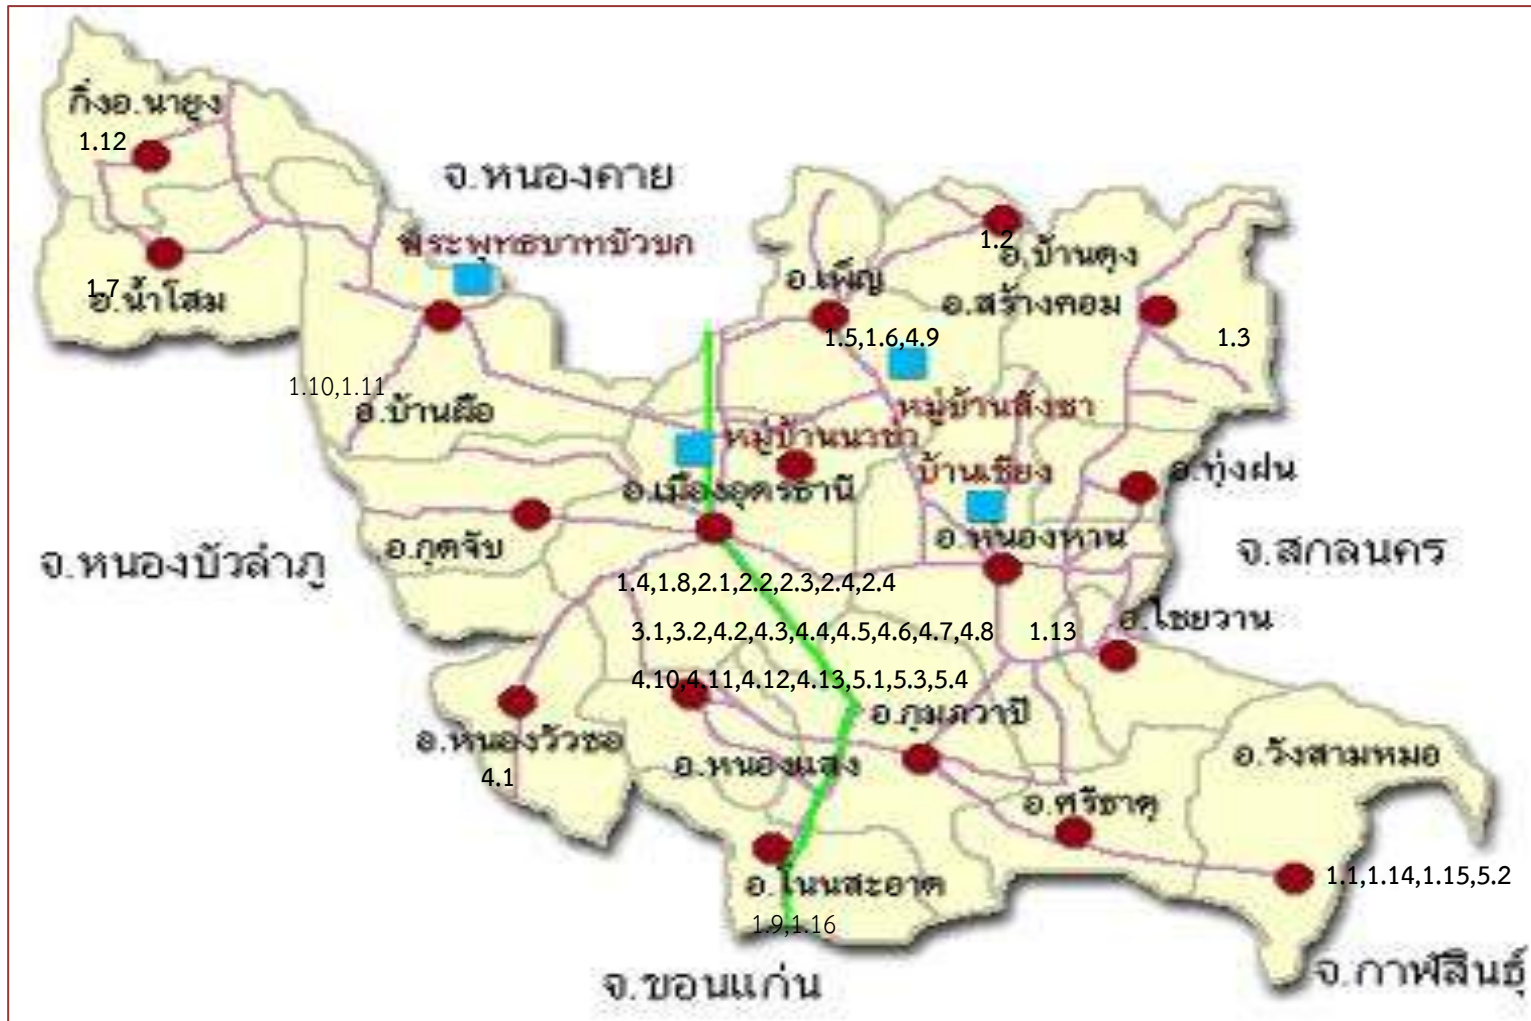 กิ่งอ.นายูง
1.12
จ.หนองคาย
พระพุทธบาทบัวบก
1.2
อ.บ้านดุง
อ.เพ็ญ
1.7
อ.น้ำโสม
อ.สร้างคอม
1.5,1.6,4.9
1.3
1.10,1.11
อ.บ้านผือ
หมู่บ้านสังชา
หมู่บ้านนาข่า
บ้านเชียง
อ.ทุ่งฝน
อ.เมืองอุดรธานี
อ.กุดจับ
อ.หนองหาน
จ.หนองบัวลำภู
จ.สกลนคร
1.4,1.8,2.1,2.2,2.3,2.4,2.4
อ.ไชยวาน
3.1,3.2,4.2,4.3,4.4,4.5,4.6,4.7,4.8
1.13
4.10,4.11,4.12,4.13,5.1,5.3,5.4
อ.กุมภวาปี
อ.หนองวัวซอ
4.1
อ.หนองแสง
อ.วังสามหมอ
อ.ศรีธาตุ
1.1,1.14,1.15,5.2
อ.โนนสะอาด
1.9,1.16
จ.ขอนแก่น
จ.กาฬสินธุ์